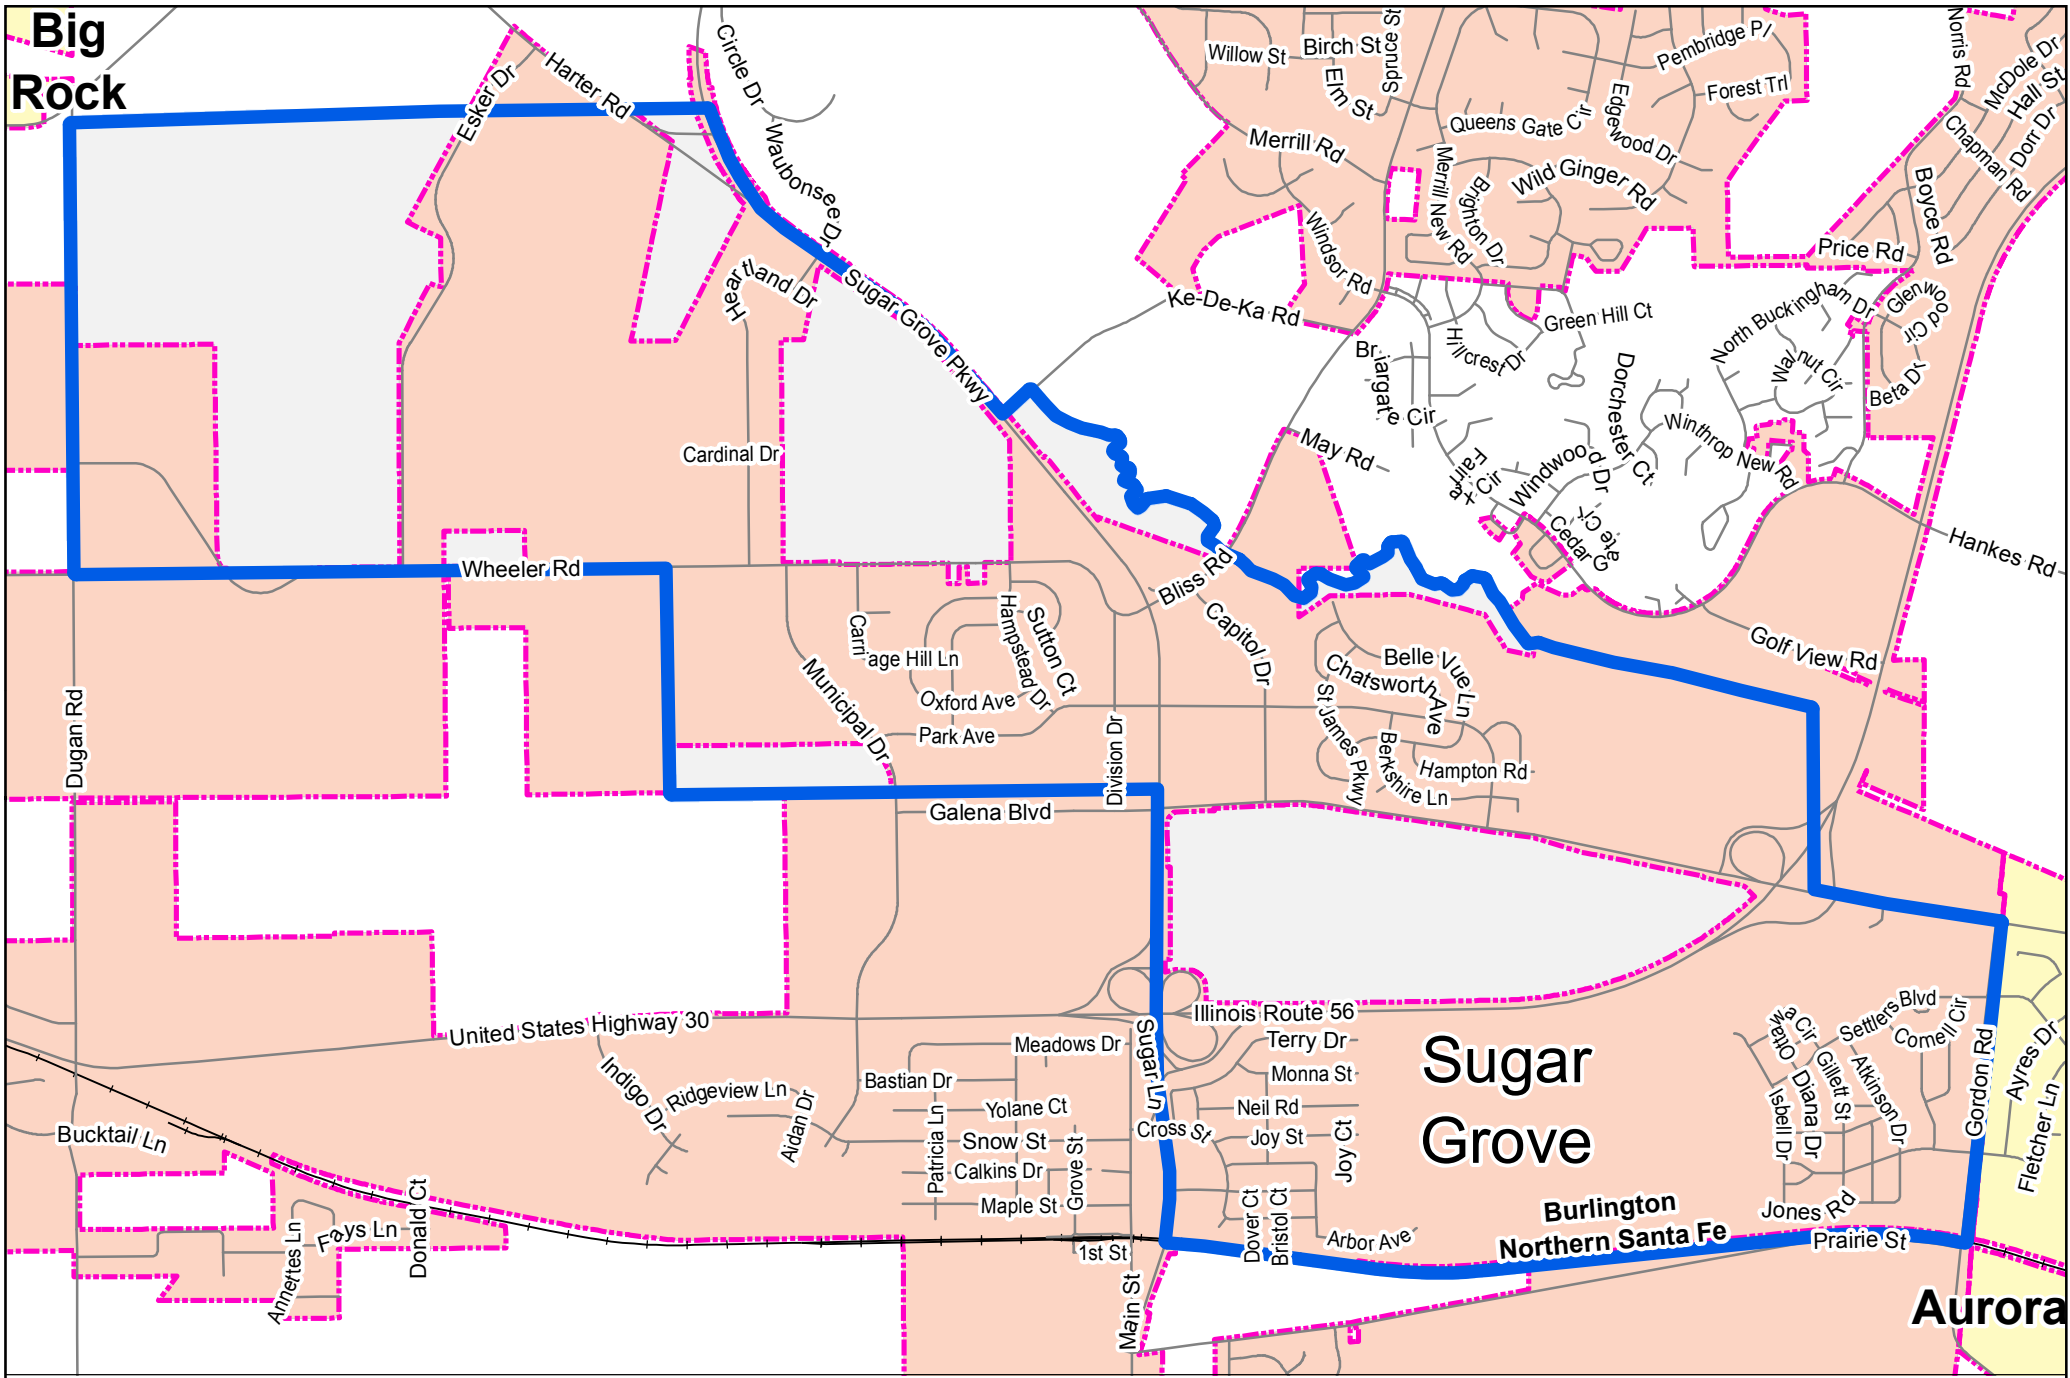 Big
Rock
Esker Dr
Harter Rd
Circle Dr
Waubonsee Dr
Willow St
Birch St
Elm St
Spruce St
Pembridge Pl
Forest Trl
Norris Rd
McDole Dr
Hall St
Dorr Dr
Chapman Rd
Merrill Rd
Queens Gate Cir
Edgewood Dr
Merrill New Rd
Brighton Dr
Wild Ginger Rd
Boyce Rd
Price Rd
Windsor Rd
Heartland Dr
Sugar Grove Pkwy
Ke-De-Ka Rd
Briargate Cir
Hillcrest Dr
Green Hill Ct
Dorchester Ct
North Buckingham Dr
Walnut Cir
Glenwood Cir
Beta Dr
Cardinal Dr
May Rd
Fairfax Cir
Windwood Dr
Winthrop New Rd
Cedar Gate Ct
Hankes Rd
Wheeler Rd
Bliss Rd
Capitol Dr
Golf View Rd
Carriage Hill Ln
Hampstead Dr
Sutton Ct
Oxford Ave
Park Ave
Municipal Dr
Division Dr
Belle Vue Ln
Chatsworth Ave
St James Pkwy
Berkshire Ln
Hampton Rd
Dugan Rd
Galena Blvd
United States Highway 30
Illinois Route 56
Sugar
Grove
Sugar Ln
Meadows Dr
Terry Dr
Monna St
Neil Rd
Joy St
Joy Ct
Cross St
Bastian Dr
Patricia Ln
Yolane Ct
Snow St
Calkins Dr
Maple St
Grove St
Indigo Dr
Ridgeview Ln
Aidan Dr
Ottawa Cir
Settlers Blvd
Cornell Cir
Gillett St
Atkinson Dr
Diana Dr
Isbell Dr
Gordon Rd
Ayres Dr
Fletcher Ln
Bucktail Ln
Annettes Ln
Fays Ln
Donald Ct
1st St
Main St
Dover Ct
Bristol Ct
Arbor Ave
Burlington
Northern Santa Fe
Jones Rd
Prairie St
Aurora